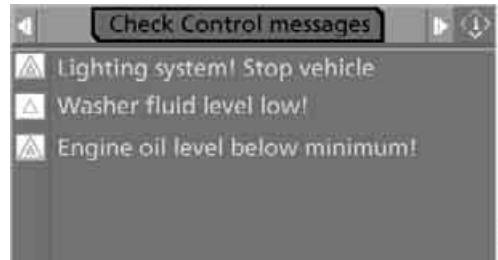 Check Control messages
Lighting system! Stop vehicle
Washer fluid level low!
Engine oil level below minimum!